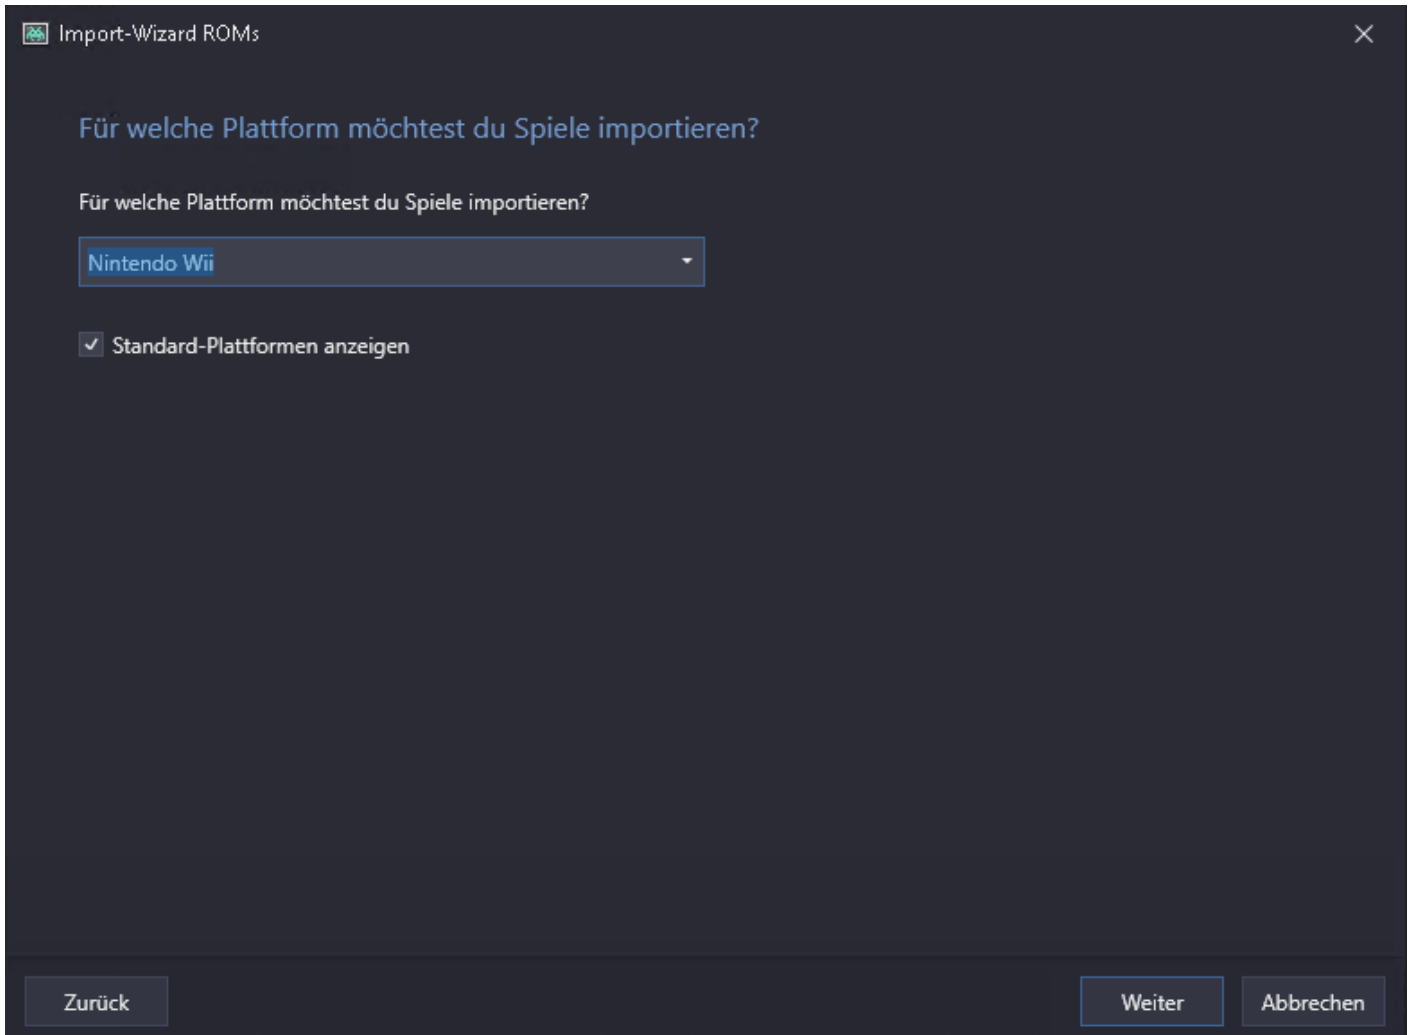 Import-Wizard ROMs
Für welche Plattform möchtest du Spiele importieren?
Für welche Plattform möchtest du Spiele importieren?
Nintendo Wii
Standard-Plattformen anzeigen
Zurück
Weiter
Abbrechen